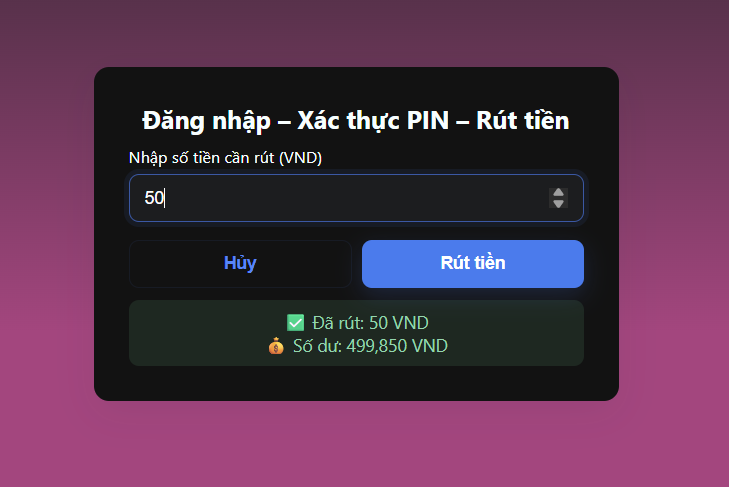 Đăng nhập – Xác thực PIN – Rút tiền
Nhập số tiền cần rút (VND)
50
Hủy
Rút tiền
✅ Đã rút: 50 VND
💰 Số dư: 499,850 VND